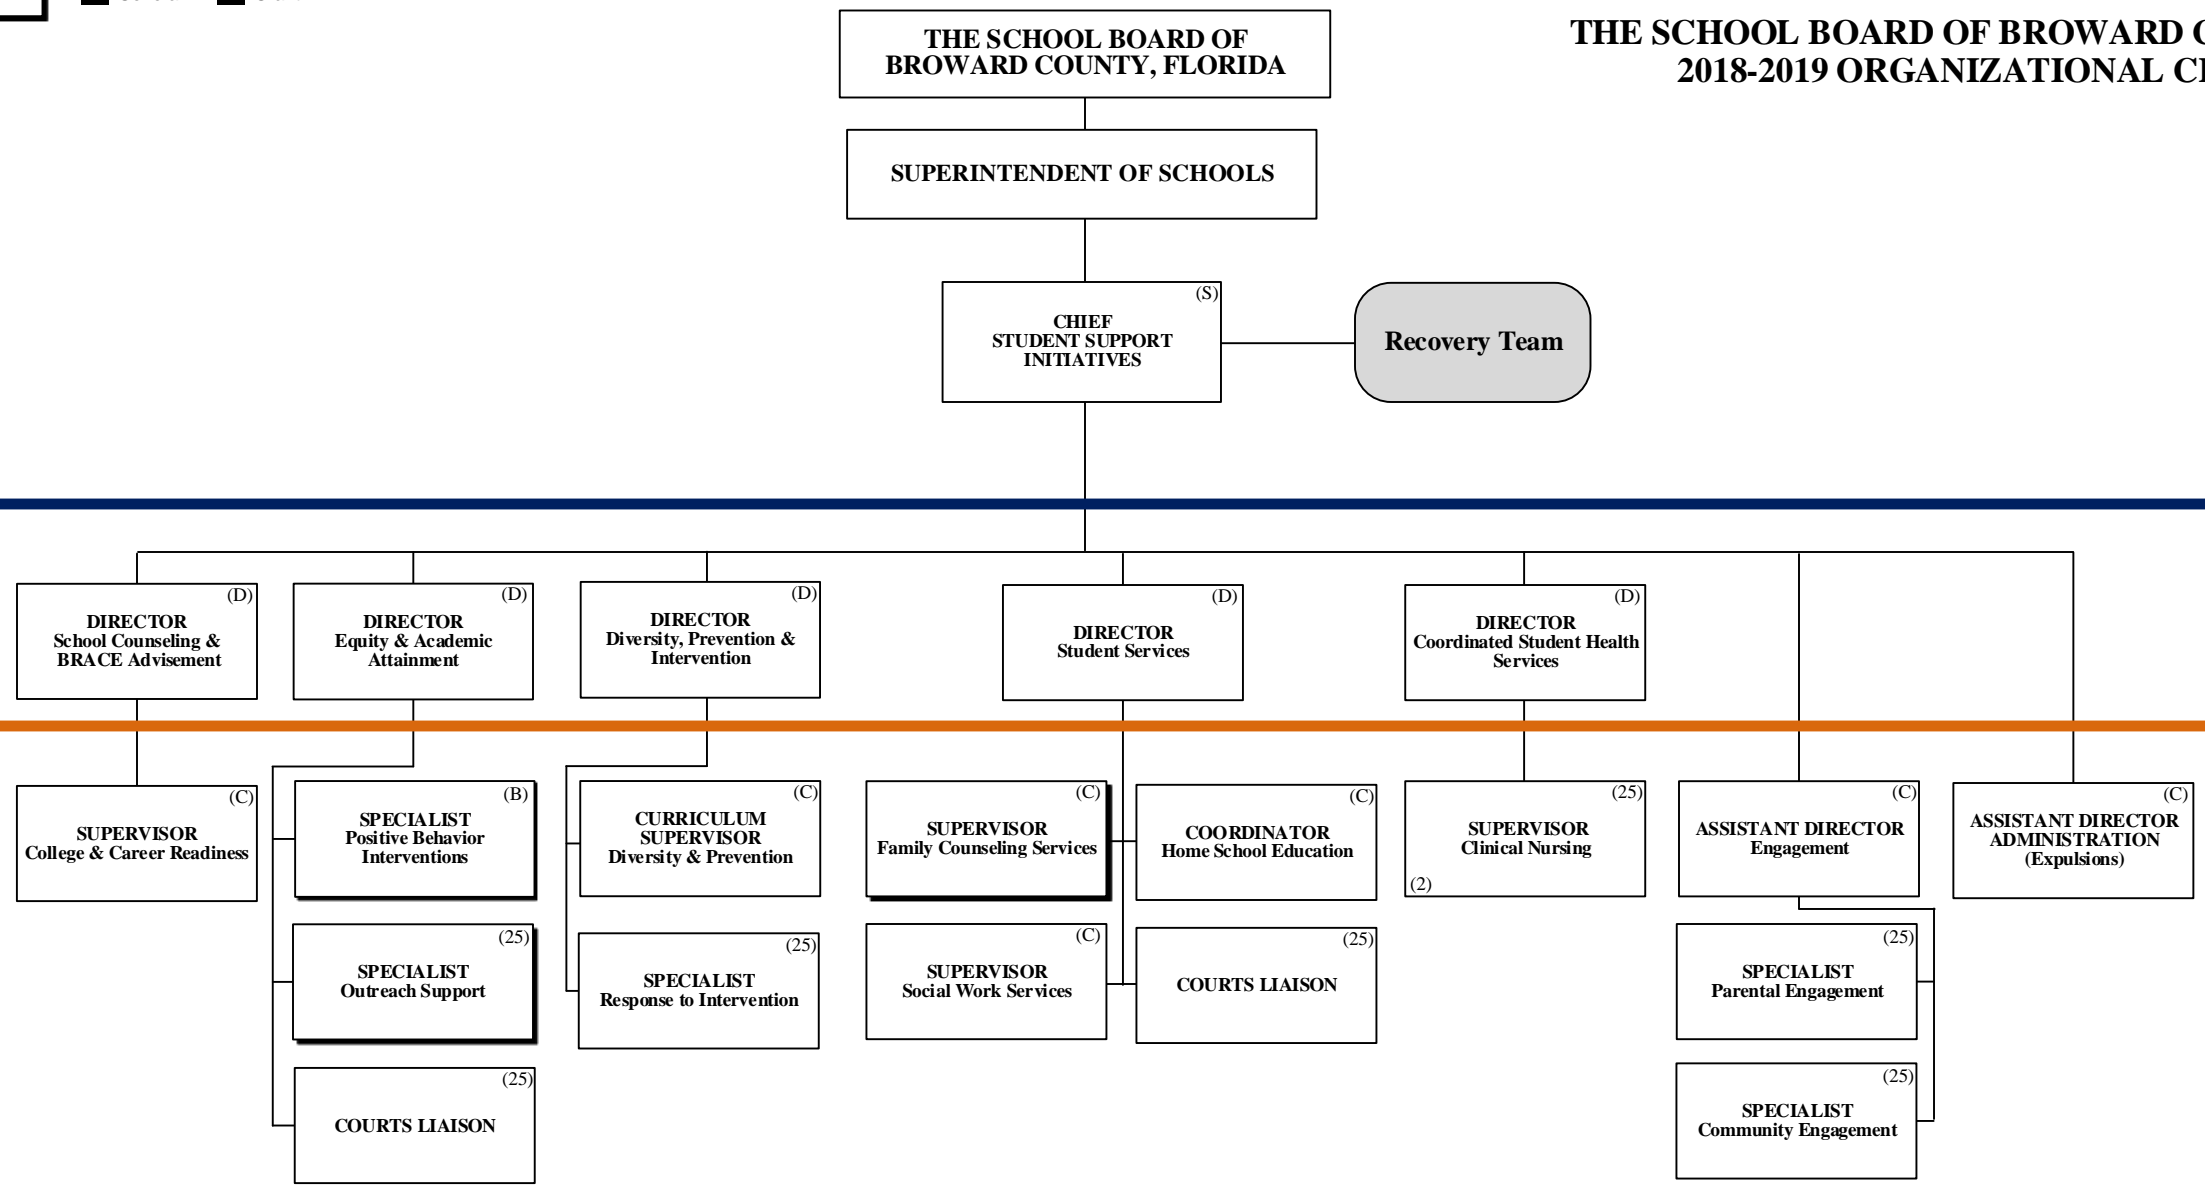 THE SCHOOL BOARD OF
BROWARD COUNTY, FLORIDA
THE SCHOOL BOARD OF BROWARD
2018-2019 ORGANIZATIONAL
SUPERINTENDENT OF SCHOOLS
(S)
CHIEF
STUDENT SUPPORT
INITIATIVES
Recovery Team
(D)
DIRECTOR
School Counseling &
BRACE Advisement
(D)
DIRECTOR
Equity & Academic
Attainment
(D)
DIRECTOR
Diversity, Prevention &
Intervention
(D)
DIRECTOR
Student Services
(D)
DIRECTOR
Coordinated Student Health
Services
(C)
SUPERVISOR
College & Career Readiness
(B)
SPECIALIST
Positive Behavior
Interventions
(C)
CURRICULUM
SUPERVISOR
Diversity & Prevention
(C)
SUPERVISOR
Family Counseling Services
(C)
COORDINATOR
Home School Education
(25)
SUPERVISOR
Clinical Nursing
(2)
(C)
ASSISTANT DIRECTOR
Engagement
(C)
ASSISTANT DIRECTOR
ADMINISTRATION
(Expulsions)
(25)
SPECIALIST
Outreach Support
(25)
SPECIALIST
Response to Intervention
(C)
SUPERVISOR
Social Work Services
(25)
COURTS LIAISON
(25)
SPECIALIST
Parental Engagement
(25)
COURTS LIAISON
(25)
SPECIALIST
Community Engagement